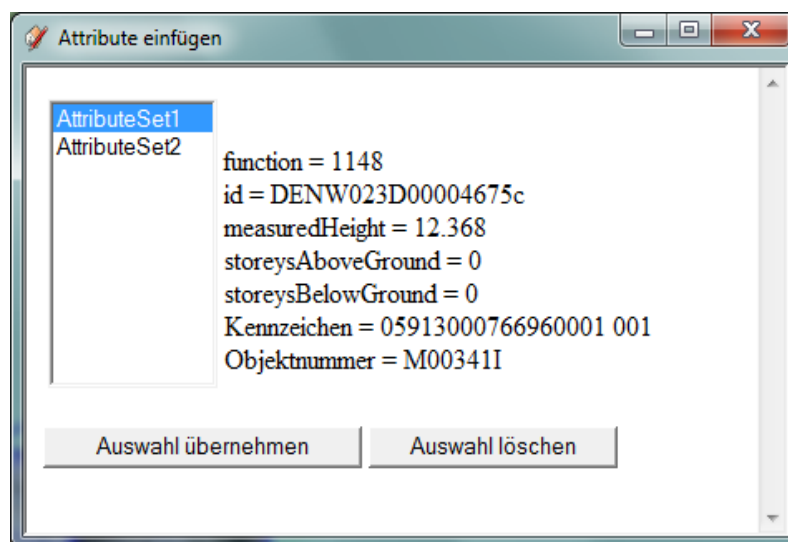 Attribute einfügen
AttributeSet1
AttributeSet2
function = 1148
id = DENW023D00004675c
measuredHeight = 12.368
storeysAboveGround = 0
storeysBelowGround = 0
Kennzeichen = 05913000766960001 001
Objektnummer = M00341I
Auswahl übernehmen
Auswahl löschen